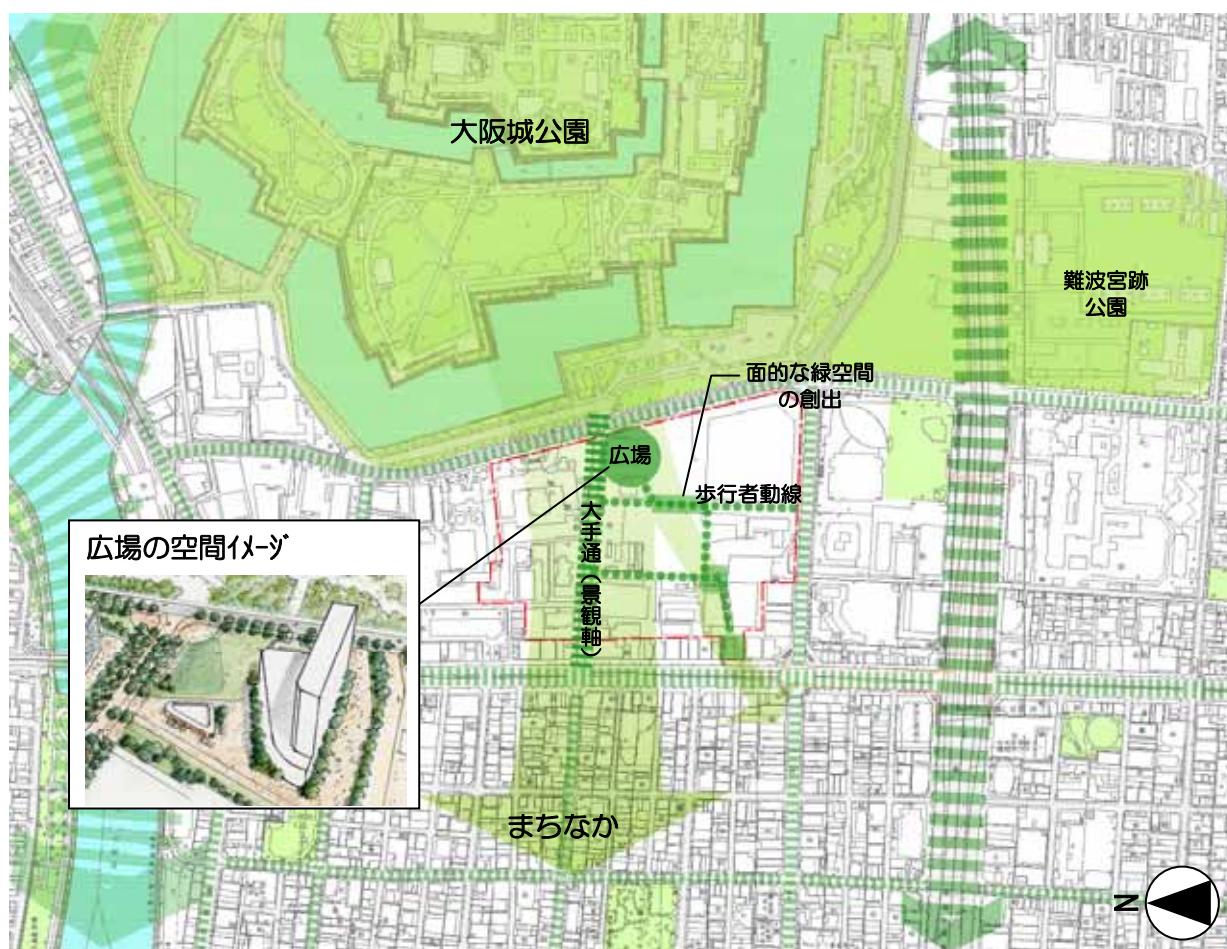 大阪城公園
難波宮跡
公園
面的な緑空間
の創出
広場
歩行者動線
大手通(景観軸)
広場の空間ｲﾒｰｼﾞ
まちなか
N